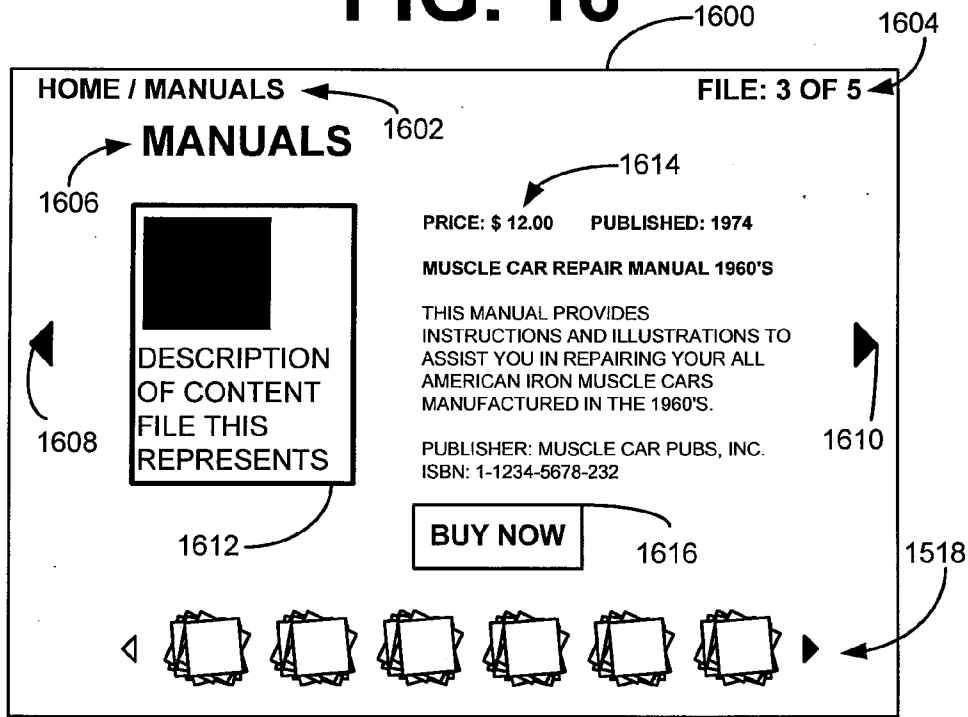 FIG. 16
1600
1604
HOME / MANUALS
FILE: 3 OF 5
1602
MANUALS
1606
1614
PRICE: $ 12.00 PUBLISHED: 1974
MUSCLE CAR REPAIR MANUAL 1960'S
THIS MANUAL PROVIDES
INSTRUCTIONS AND ILLUSTRATIONS TO
ASSIST YOU IN REPAIRING YOUR ALL
AMERICAN IRON MUSCLE CARS
MANUFACTURED IN THE 1960'S.
DESCRIPTION
OF CONTENT
FILE THIS
REPRESENTS
1608
1610
PUBLISHER: MUSCLE CAR PUBS, INC.
ISBN: 1-1234-5678-232
1612
BUY NOW
1616
1518